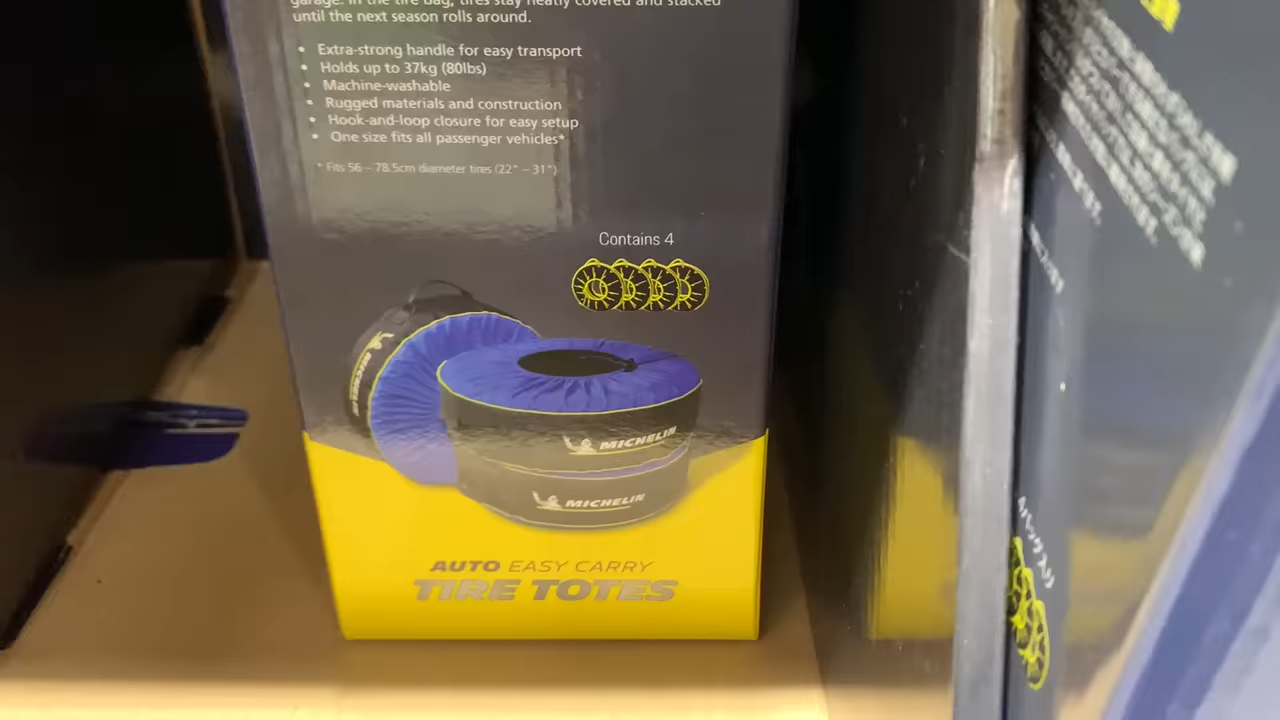 garage. In the tire bag, tires stay neatly covered and stacked
until the next season rolls around.
• Extra-strong handle for easy transport
• Holds up to 37kg (80lbs)
• Machine-washable
• Rugged materials and construction
• Hook-and-loop closure for easy setup
• One size fits all passenger vehicles*
* Fits 56 – 78.5cm diameter tires (22" – 31")
Contains 4
MICHELIN
MICHELIN
MICHELIN
AUTO EASY CARRY
TIRE TOTES